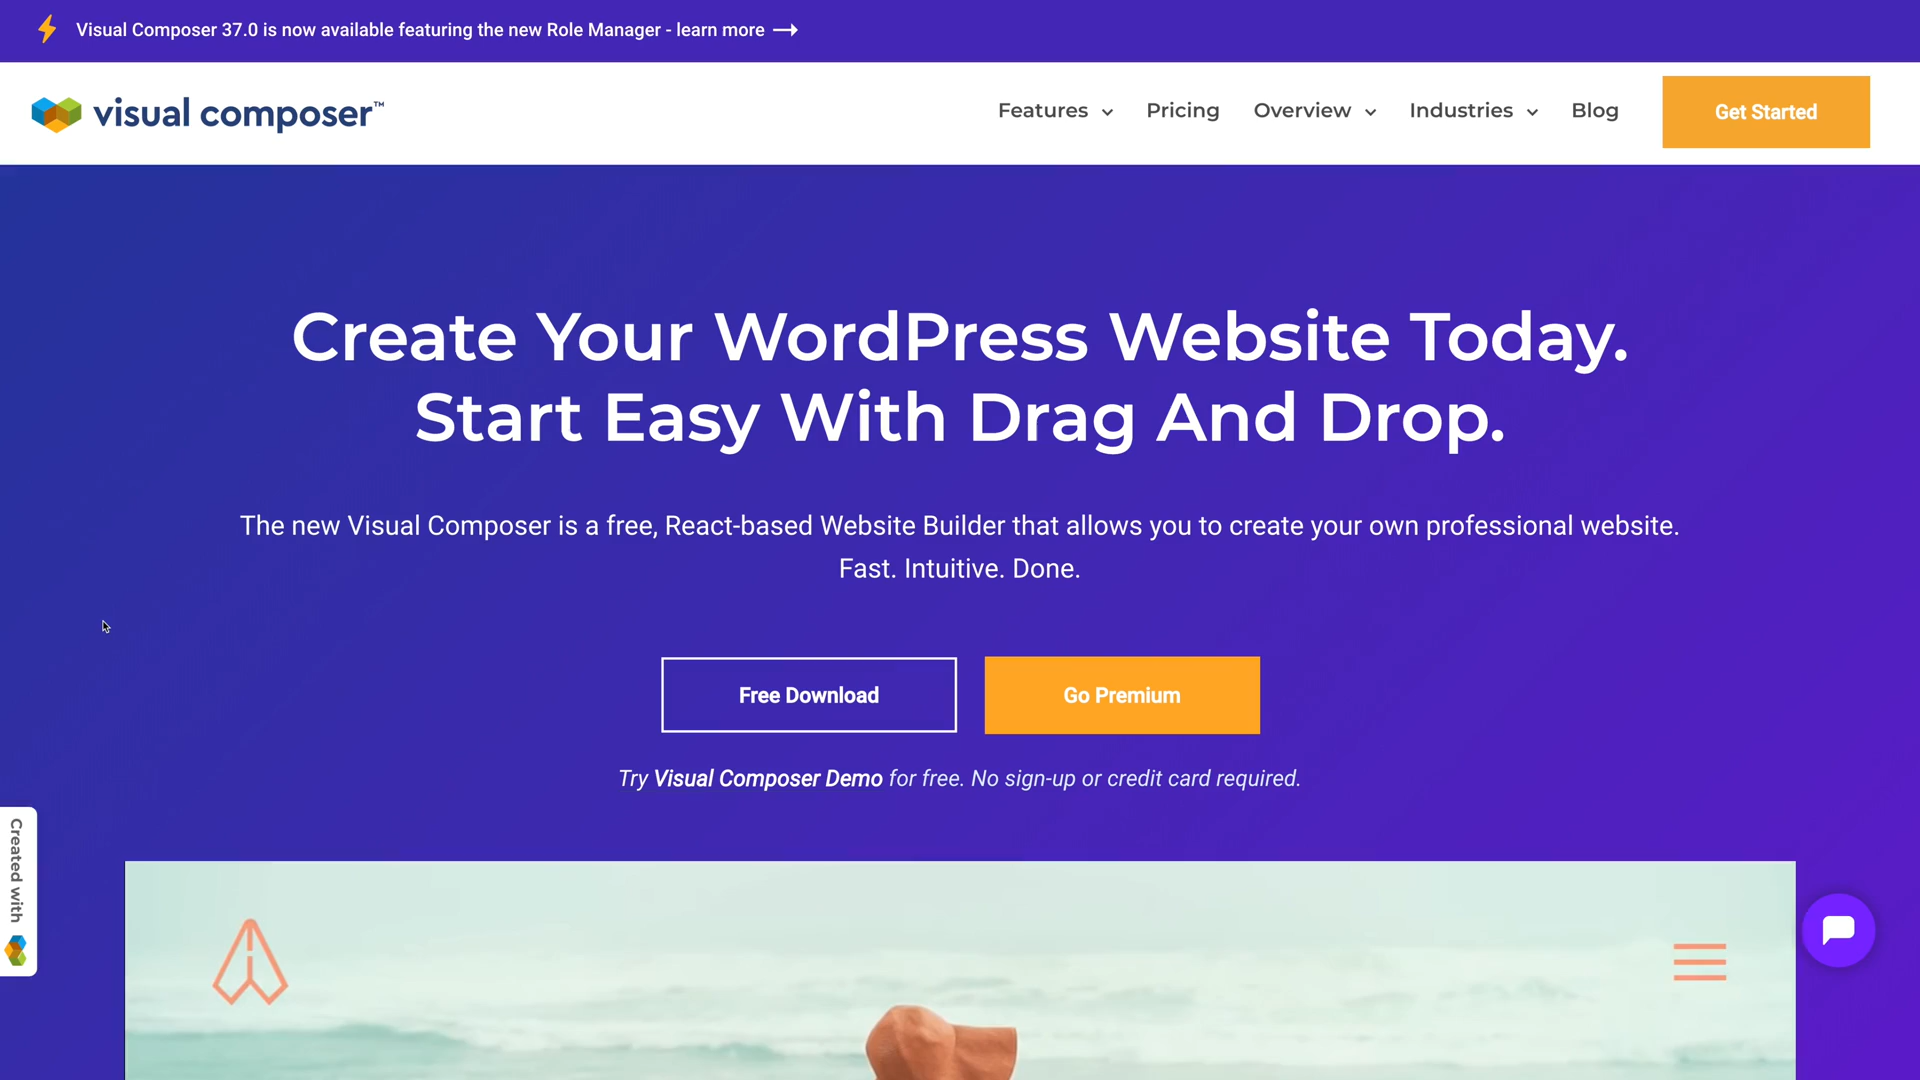 Visual Composer 37.0 is now available featuring the new Role Manager - learn more
visual composer™
Features
Pricing
Overview
Industries
Blog
Get Started
Create Your WordPress Website Today.
Start Easy With Drag And Drop.
The new Visual Composer is a free, React-based Website Builder that allows you to create your own professional website.
Fast. Intuitive. Done.
Free Download
Go Premium
Try Visual Composer Demo for free. No sign-up or credit card required.
Created with